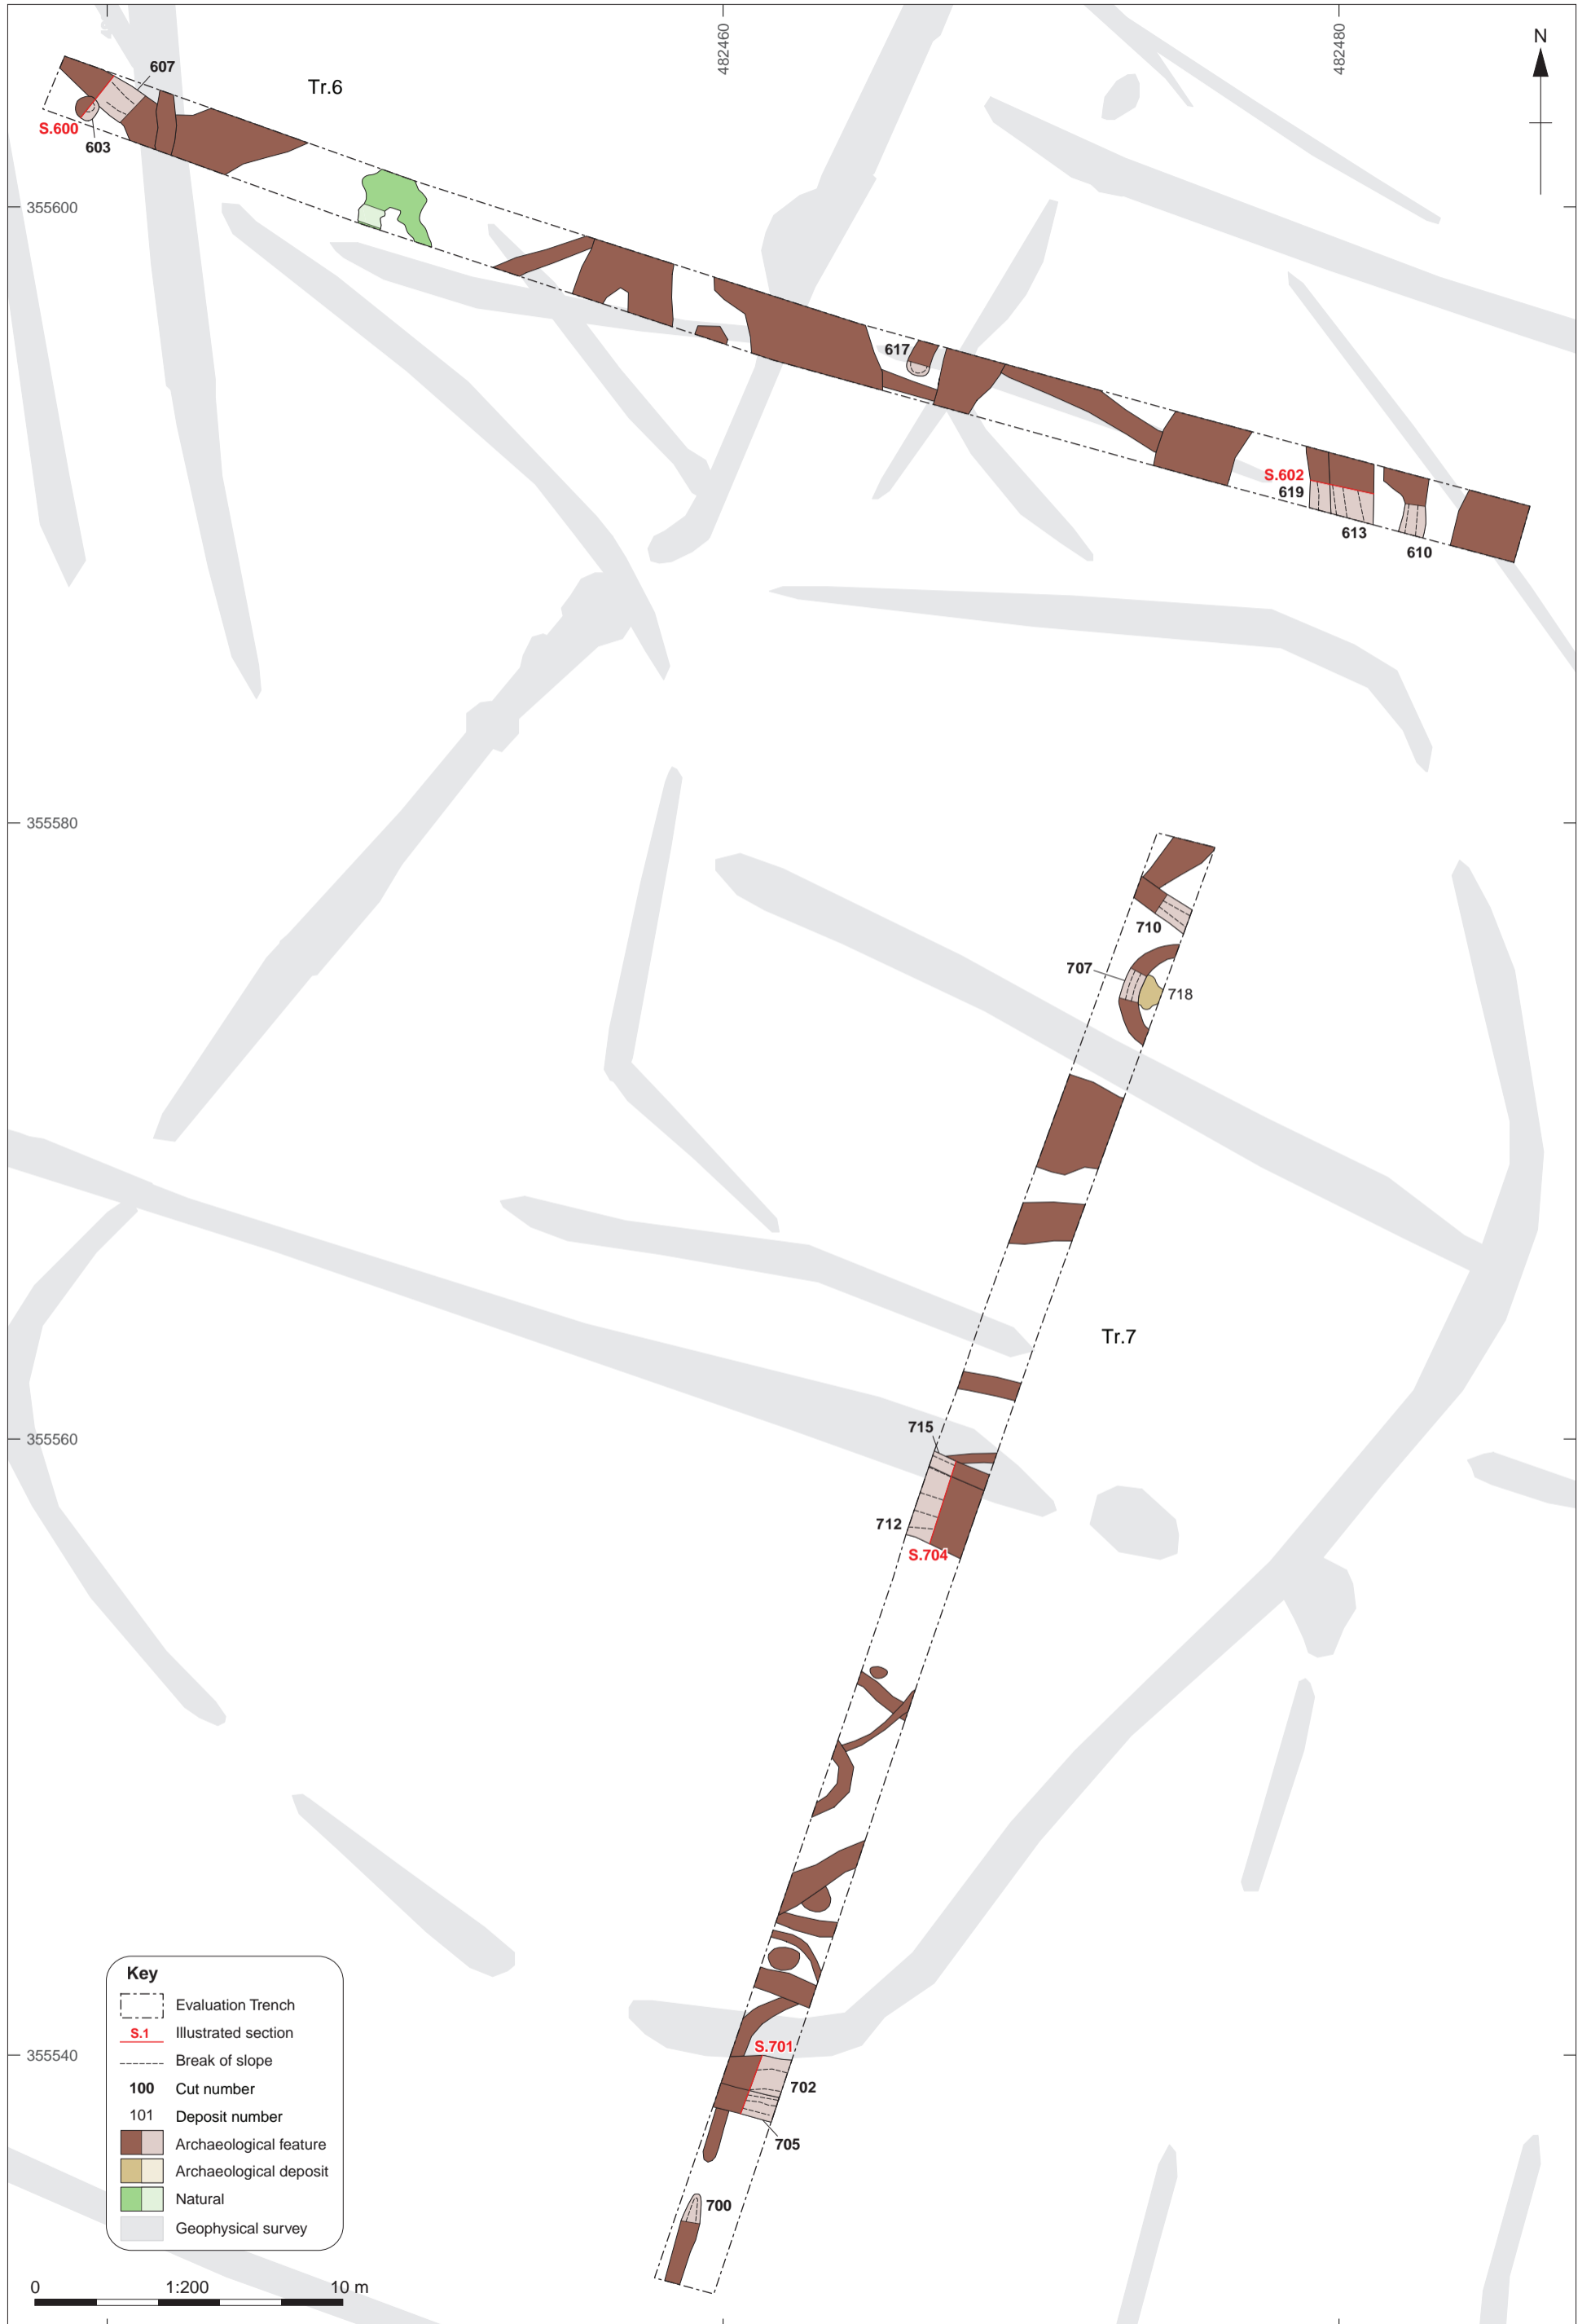 482460
482480
N
607
Tr.6
S.600
603
355600
617
S.602
619
613
610
355580
710
707
718
Tr.7
715
355560
712
S.704
S.701
355540
702
705
700
Key
Evaluation Trench
S.1 Illustrated section
Break of slope
100 Cut number
101 Deposit number
Archaeological feature
Archaeological deposit
Natural
Geophysical survey
0 1:200 10 m